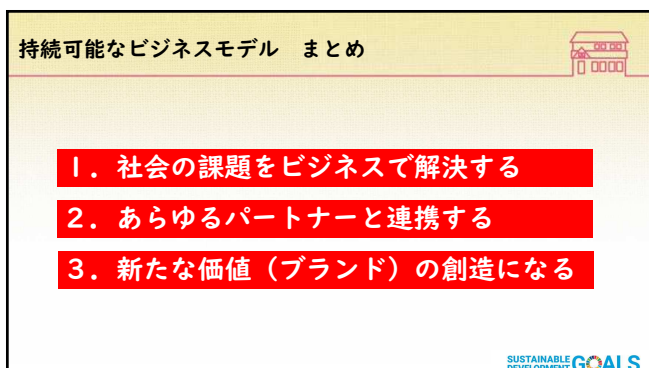 持続可能なビジネスモデル　まとめ
１．社会の課題をビジネスで解決する
２．あらゆるパートナーと連携する
３．新たな価値（ブランド）の創造になる
SUSTAINABLE
DEVELOPMENT GOALS